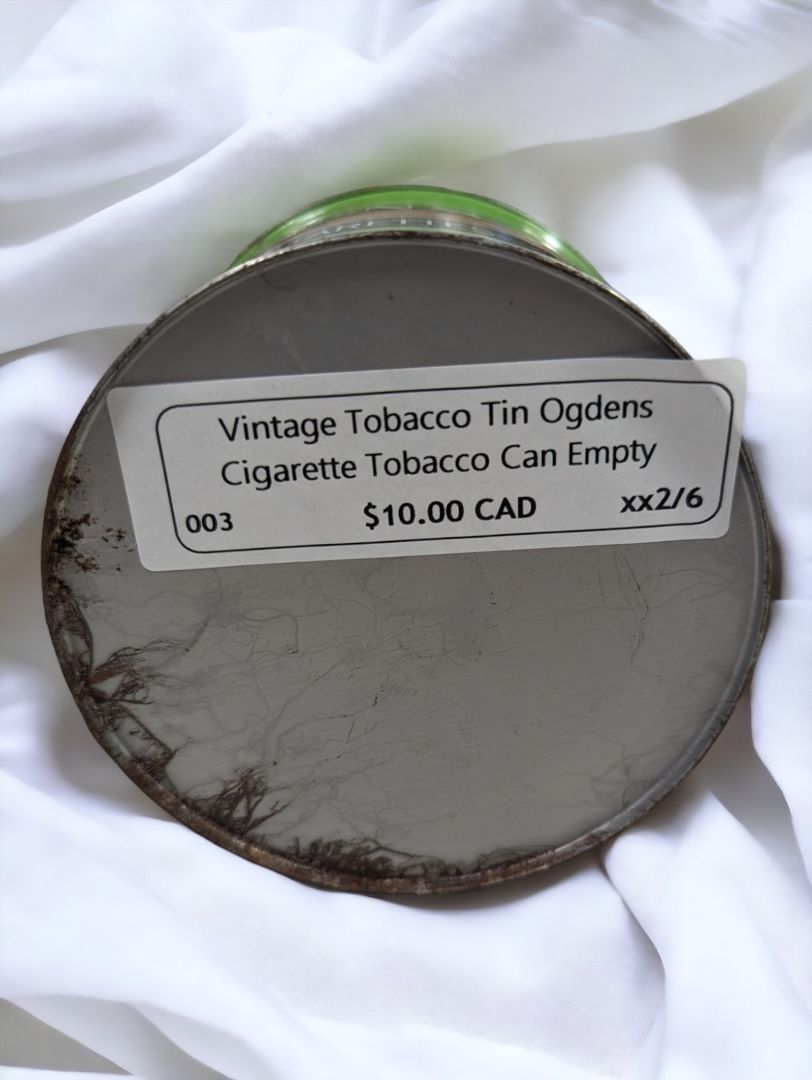 Vintage Tobacco Tin Ogdens
Cigarette Tobacco Can Empty
003 $10.00 CAD xx2/6